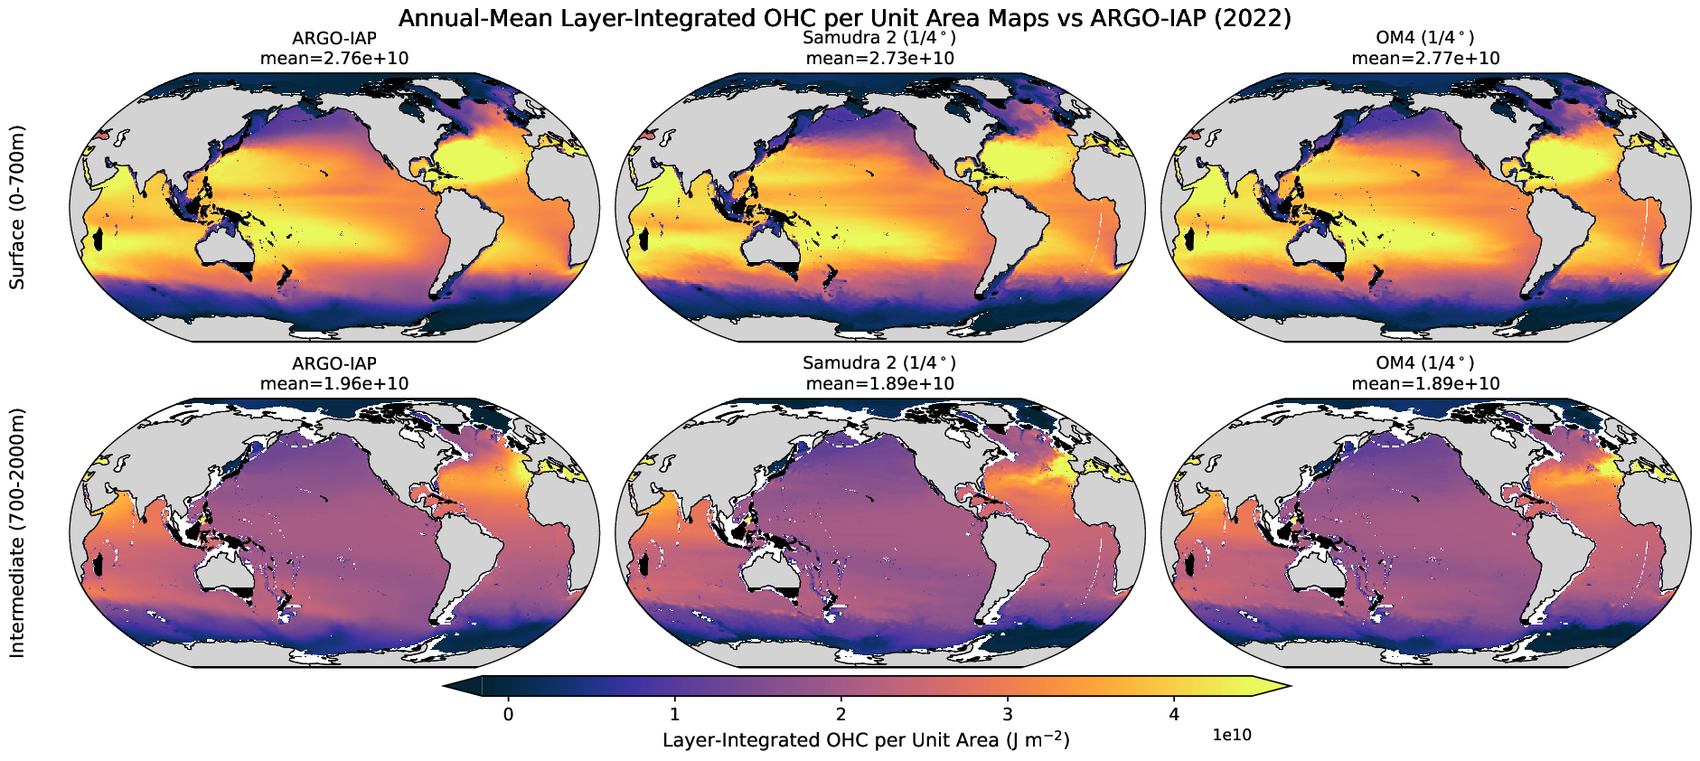 Annual-Mean Layer-Integrated OHC per Unit Area Maps vs ARGO-IAP (2022)
ARGO-IAP
mean=2.76e+10
Samudra 2 (1/4°)
mean=2.73e+10
OM4 (1/4°)
mean=2.77e+10
Surface (0-700m)
ARGO-IAP
mean=1.96e+10
Samudra 2 (1/4°)
mean=1.89e+10
OM4 (1/4°)
mean=1.89e+10
Intermediate (700-2000m)
0 1 2 3 4
1e10
Layer-Integrated OHC per Unit Area (J m⁻²)